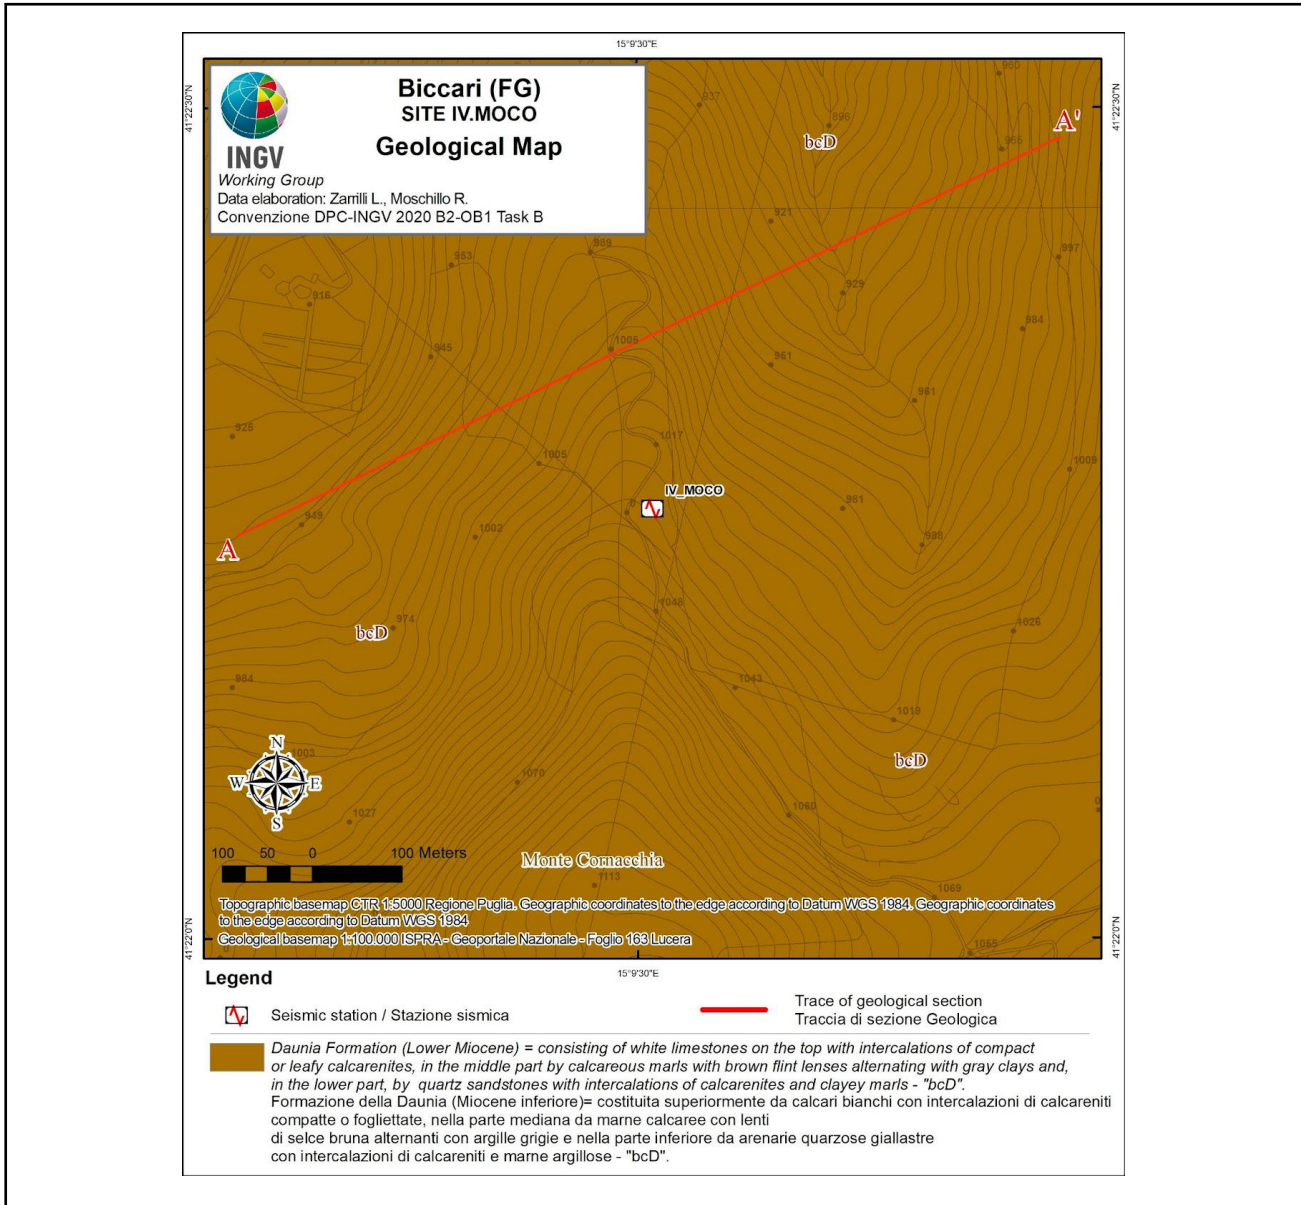 15°9'30"E
Biccari (FG)
SITE IV.MOCO
Geological Map
INGV
Working Group
Data elaboration: Zarrilli L., Moschillo R.
Convenzione DPC-INGV 2020 B2-OB1 Task B
41°22'30"N
41°22'30"N
960
937
896
bcD
A'
965
921
989
997
953
929
916
984
1005
945
951
961
925
1017
1005
1009
IV_MOCO
0
981
949
1002
988
A
1048
974
bcD
1026
984
1043
1019
N
1003
bcD
W
E
1070
S
1027
1060
0
100 50 0 100 Meters
Monte Cornacchia
1113
1069
Topographic basemap CTR 1:5000 Regione Puglia. Geographic coordinates to the edge according to Datum WGS 1984. Geographic coordinates
to the edge according to Datum WGS 1984
Geological basemap 1:100.000 ISPRA - Geoportale Nazionale - Foglio 163 Lucera
1055
0
41°22'0"N
41°22'0"N
15°9'30"E
Legend
Seismic station / Stazione sismica
Trace of geological section
Traccia di sezione Geologica
Daunia Formation (Lower Miocene) = consisting of white limestones on the top with intercalations of compact
or leafy calcarenites, in the middle part by calcareous marls with brown flint lenses alternating with gray clays and,
in the lower part, by quartz sandstones with intercalations of calcarenites and clayey marls - "bcD".
Formazione della Daunia (Miocene inferiore)= costituita superiormente da calcari bianchi con intercalazioni di calcareniti
compatte o fogliettate, nella parte mediana da marne calcaree con lenti
di selce bruna alternanti con argille grigie e nella parte inferiore da arenarie quarzose giallastre
con intercalazioni di calcareniti e marne argillose - "bcD".